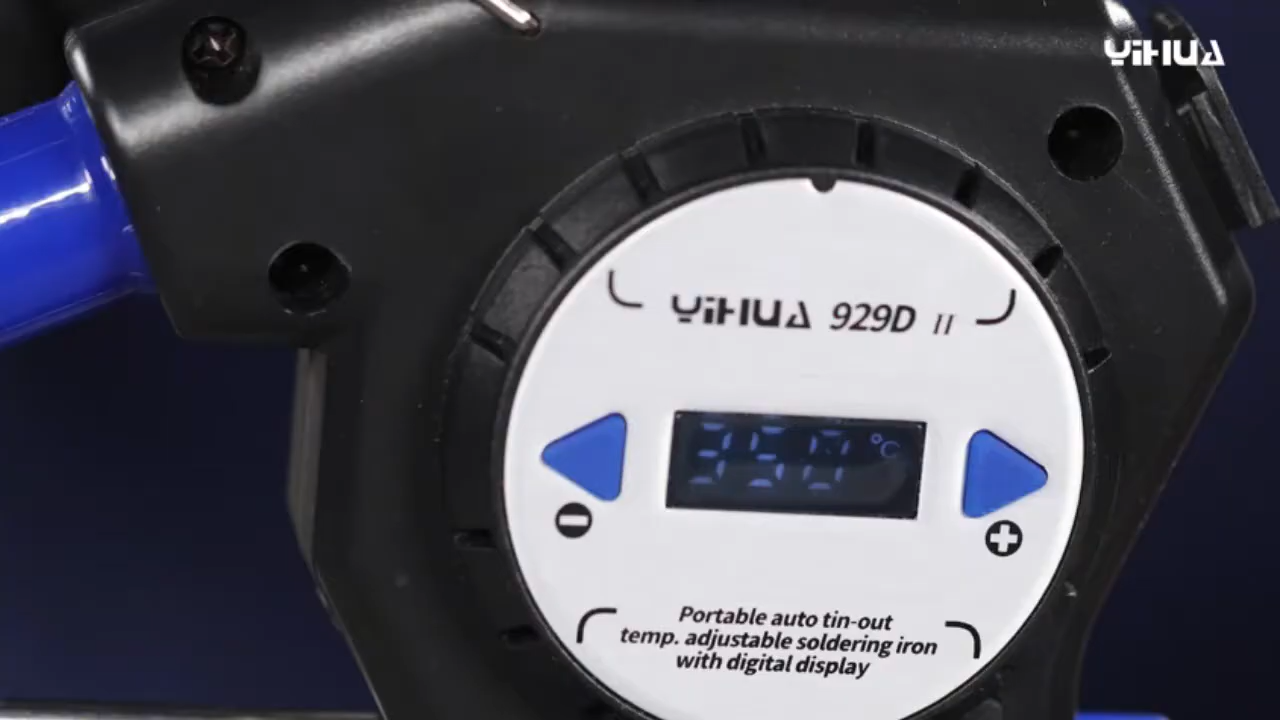 YiHUA
YiHUA 929D II
350 °C
Portable auto tin-out
temp. adjustable soldering iron
with digital display